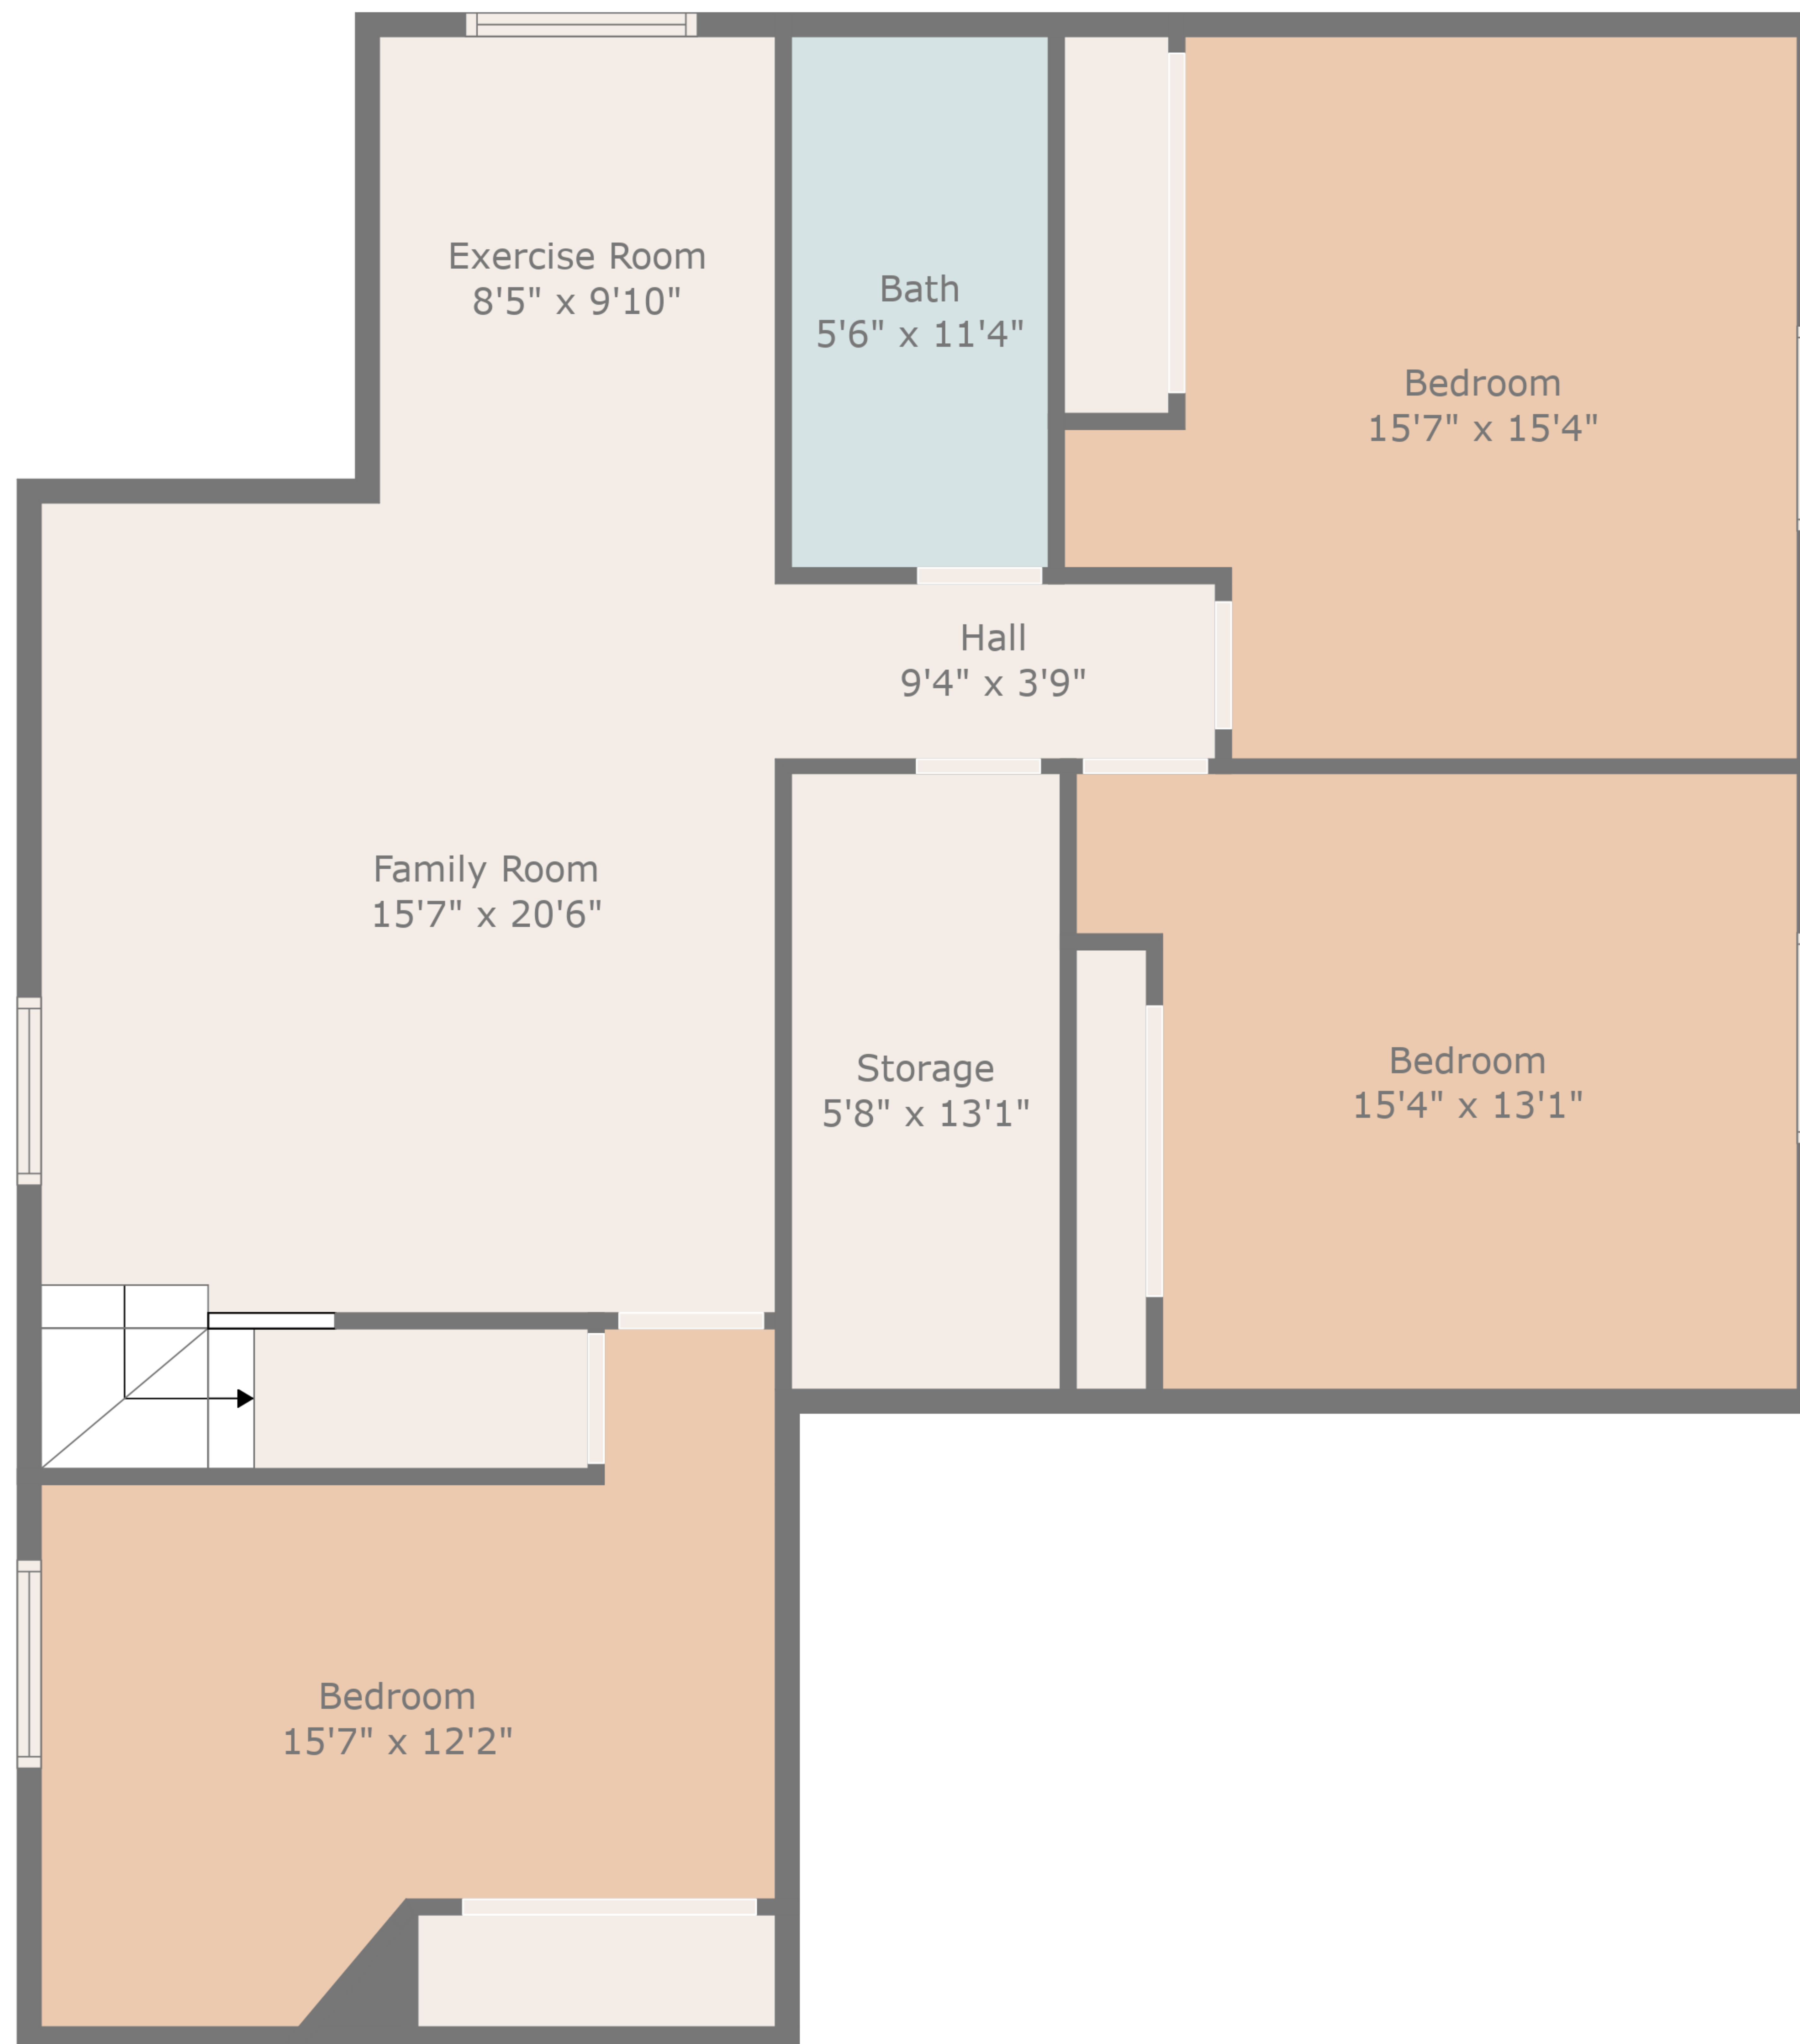 Exercise Room
8'5" x 9'10"
Bath
5'6" x 11'4"
Bedroom
15'7" x 15'4"
Hall
9'4" x 3'9"
Family Room
15'7" x 20'6"
Storage
5'8" x 13'1"
Bedroom
15'4" x 13'1"
Bedroom
15'7" x 12'2"